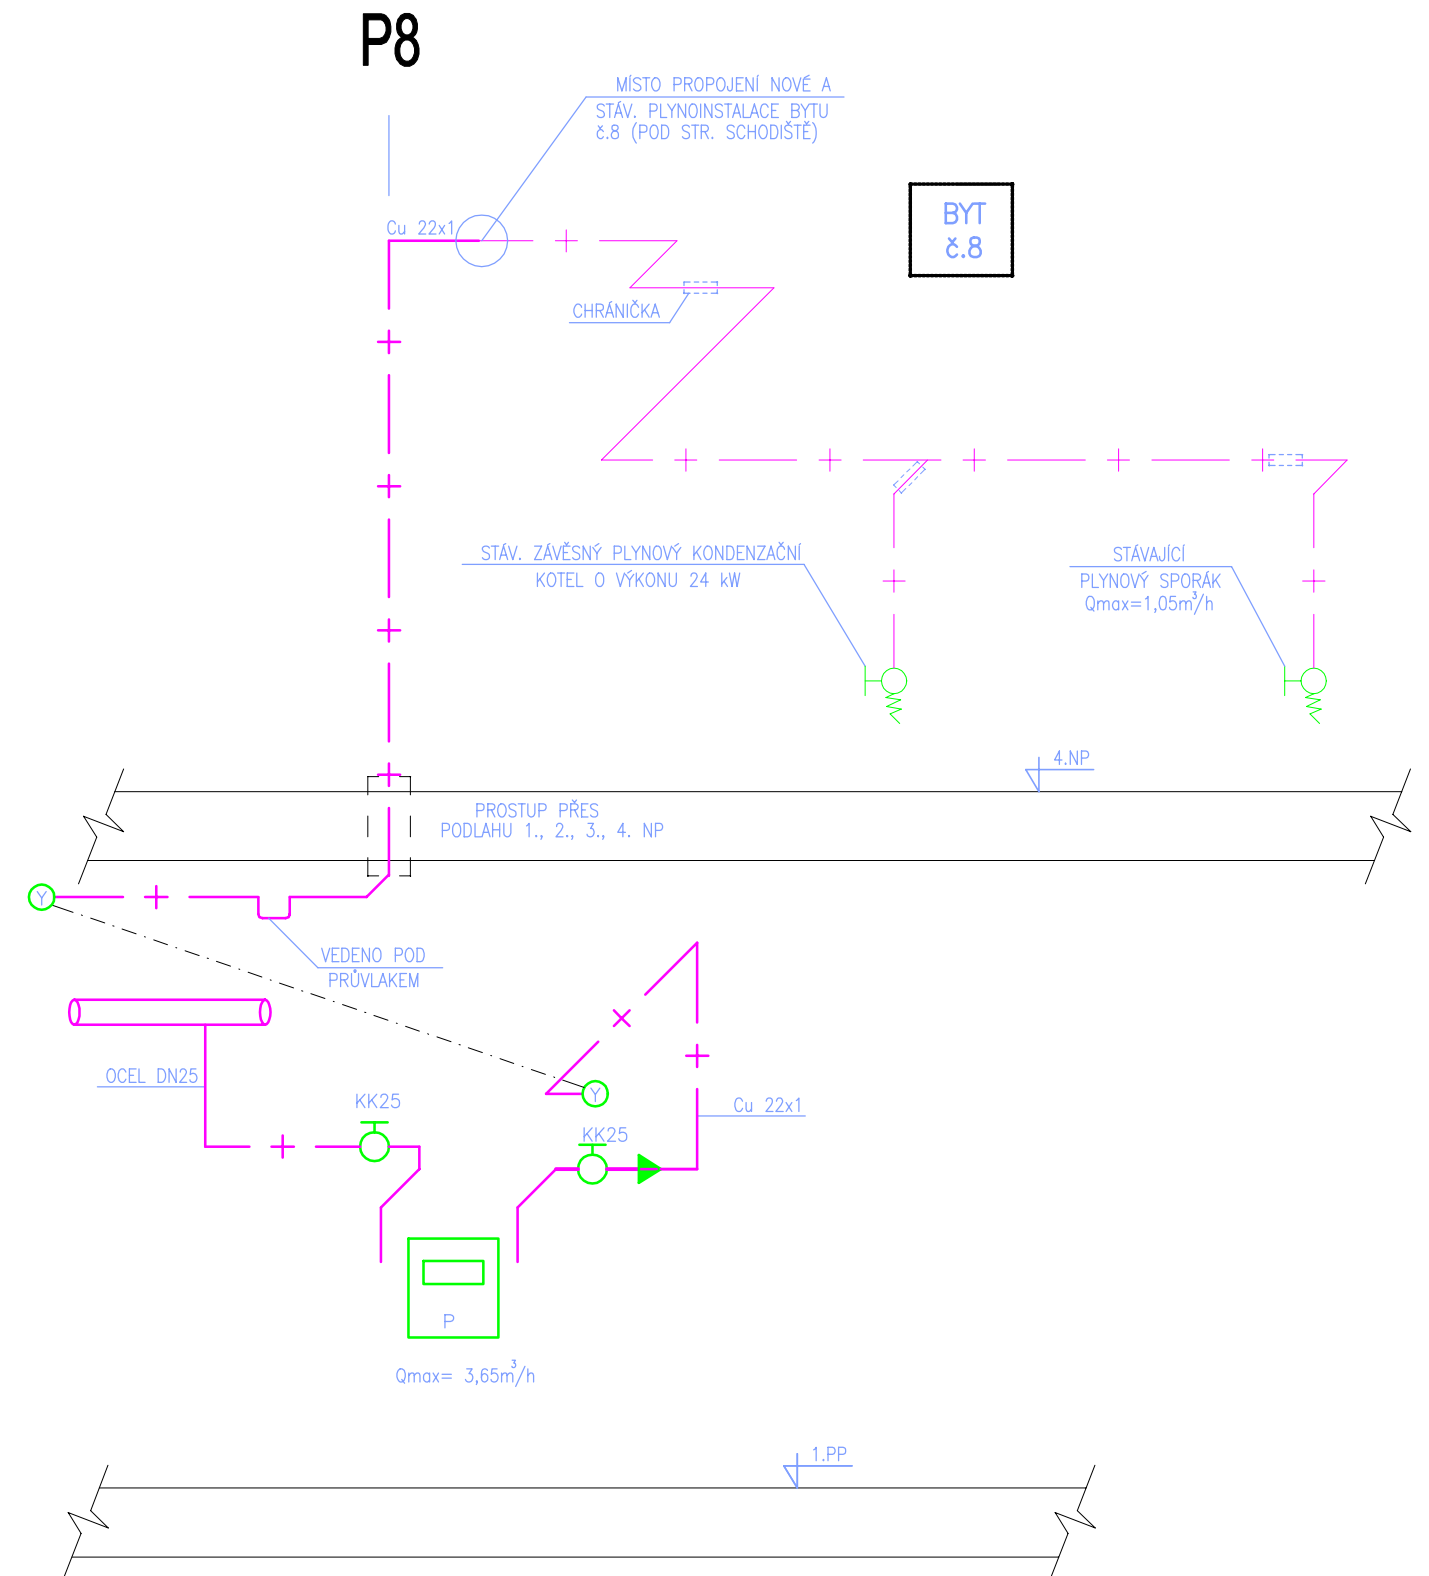 P8
MÍSTO PROPOJENÍ NOVÉ A
STÁV. PLYNOINSTALACE BYTU
č.8 (POD STR. SCHODIŠTĚ)
BYT
č.8
Cu 22x1
CHRÁNIČKA
STÁV. ZÁVĚSNÝ PLYNOVÝ KONDENZAČNÍ
KOTEL O VÝKONU 24 kW
STÁVAJÍCÍ
PLYNOVÝ SPORÁK
Qmax=1,05m³/h
4.NP
PROSTUP PŘES
PODLAHU 1., 2., 3., 4. NP
Y
VEDENO POD
PRŮVLAKEM
OCEL DN25
KK25
Y
Cu 22x1
KK25
P
Qmax= 3,65m³/h
1.PP